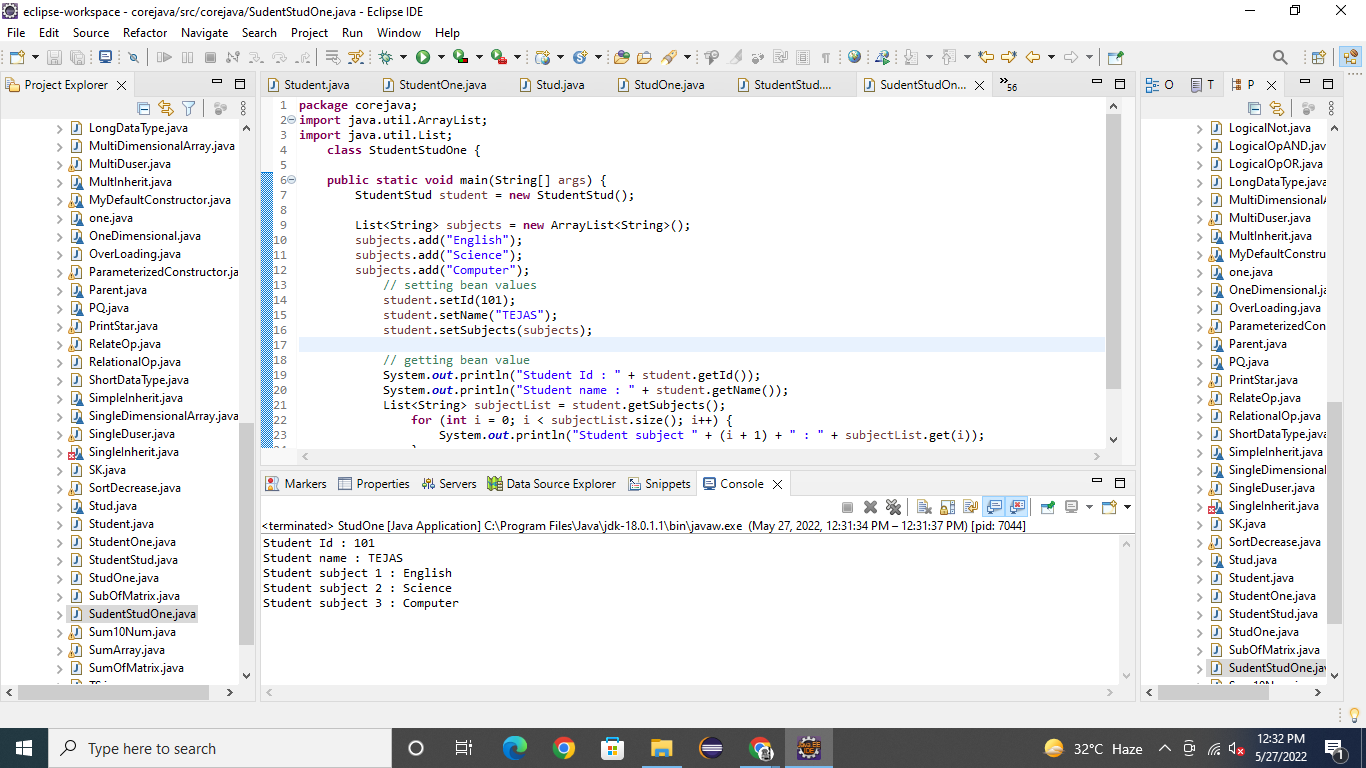 eclipse-workspace - corejava/src/corejava/SudentStudOne.java - Eclipse IDE
File Edit Source Refactor Navigate Search Project Run Window Help
Project Explorer
LongDataType.java
MultiDimensionalArray.java
MultiDuser.java
MultInherit.java
MyDefaultConstructor.java
one.java
OneDimensional.java
OverLoading.java
ParameterizedConstructor.ja
Parent.java
PQ.java
PrintStar.java
RelateOp.java
RelationalOp.java
ShortDataType.java
SimpleInherit.java
SingleDimensionalArray.java
SingleDuser.java
SingleInherit.java
SK.java
SortDecrease.java
Stud.java
Student.java
StudentOne.java
StudentStud.java
StudOne.java
SubOfMatrix.java
SudentStudOne.java
Sum10Num.java
SumArray.java
SumOfMatrix.java
Student.java StudentOne.java Stud.java StudOne.java StudentStud.... SudentStudOn... »56
1 package corejava;
2 import java.util.ArrayList;
3 import java.util.List;
4 class StudentStudOne {
5
6 public static void main(String[] args) {
7 StudentStud student = new StudentStud();
8
9 List<String> subjects = new ArrayList<String>();
10 subjects.add("English");
11 subjects.add("Science");
12 subjects.add("Computer");
13 // setting bean values
14 student.setId(101);
15 student.setName("TEJAS");
16 student.setSubjects(subjects);
17
18 // getting bean value
19 System.out.println("Student Id : " + student.getId());
20 System.out.println("Student name : " + student.getName());
21 List<String> subjectList = student.getSubjects();
22 for (int i = 0; i < subjectList.size(); i++) {
23 System.out.println("Student subject " + (i + 1) + " : " + subjectList.get(i));
Markers Properties Servers Data Source Explorer Snippets Console
<terminated> StudOne [Java Application] C:\Program Files\Java\jdk-18.0.1.1\bin\javaw.exe (May 27, 2022, 12:31:34 PM – 12:31:37 PM) [pid: 7044]
Student Id : 101
Student name : TEJAS
Student subject 1 : English
Student subject 2 : Science
Student subject 3 : Computer
O T P
LogicalNot.java
LogicalOpAND.jav
LogicalOpOR.java
LongDataType.java
MultiDimensionalA
MultiDuser.java
MultInherit.java
MyDefaultConstru
one.java
OneDimensional.ja
OverLoading.java
ParameterizedCon
Parent.java
PQ.java
PrintStar.java
RelateOp.java
RelationalOp.java
ShortDataType.java
SimpleInherit.java
SingleDimensional
SingleDuser.java
SingleInherit.java
SK.java
SortDecrease.java
Stud.java
Student.java
StudentOne.java
StudentStud.java
StudOne.java
SubOfMatrix.java
SudentStudOne.jav
Type here to search
32°C Haze
12:32 PM
5/27/2022
1